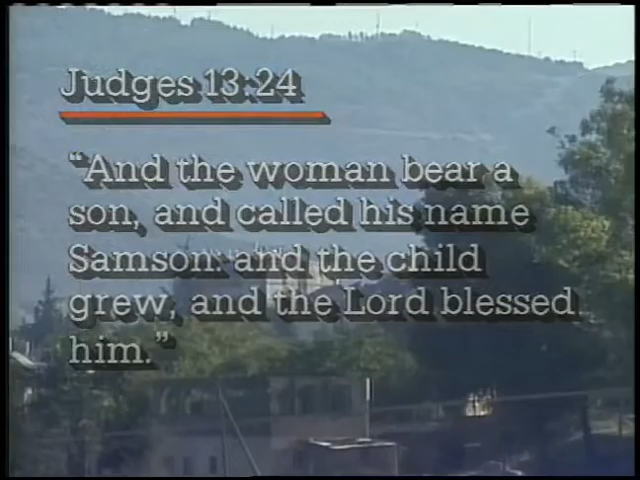 Judges 13:24
“And the woman bear a
son, and called his name
Samson: and the child
grew, and the Lord blessed
him.”